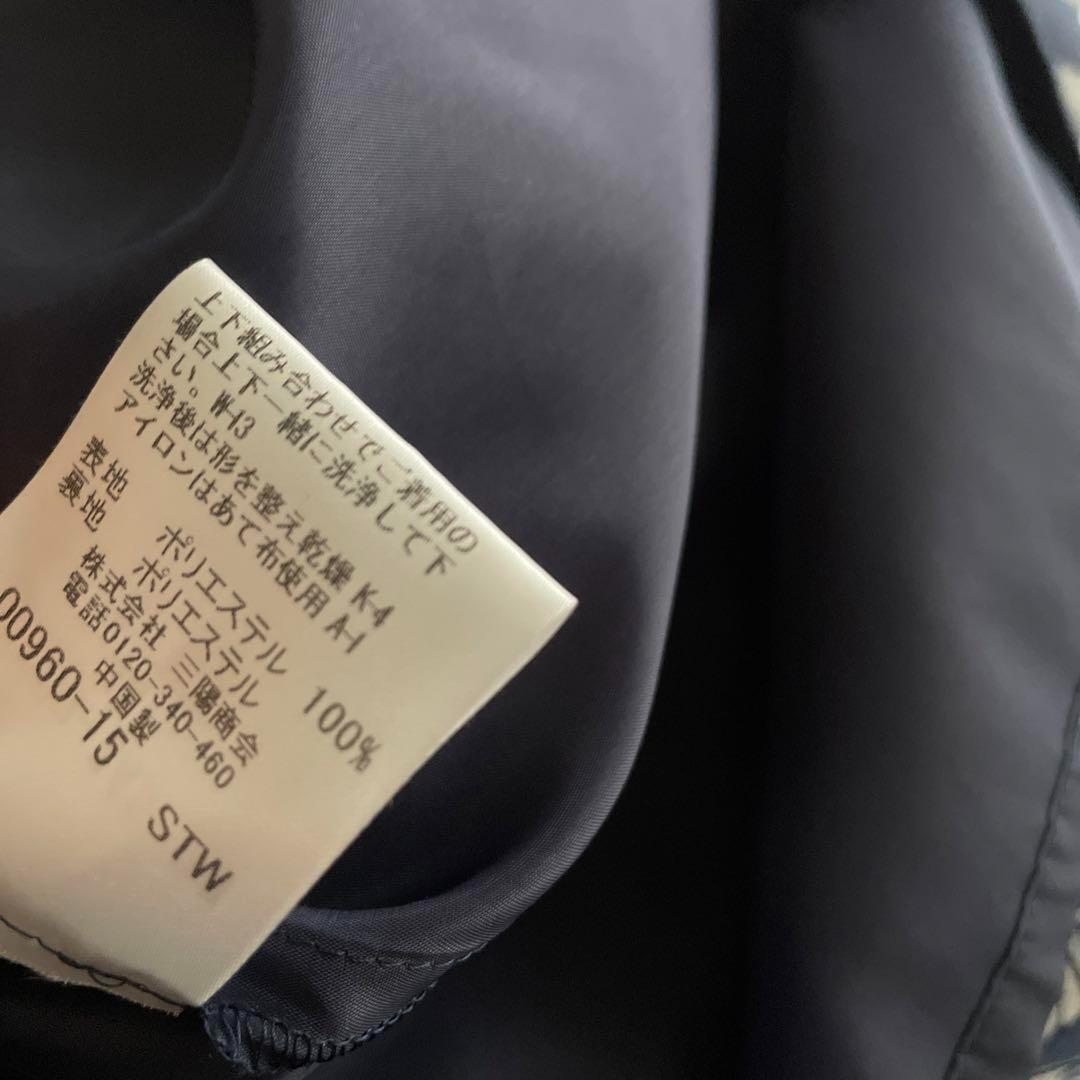 上下組み合わせでご着用の
場合上下一緒に洗浄して下
さい。W-13
洗浄後は形を整え乾燥 K-4
アイロンはあて布使用 A-1
表地 ポリエステル
裏地 ポリエステル 100%
株式会社 三陽商会
電話0120-340-460
中国製
00960-15 STW